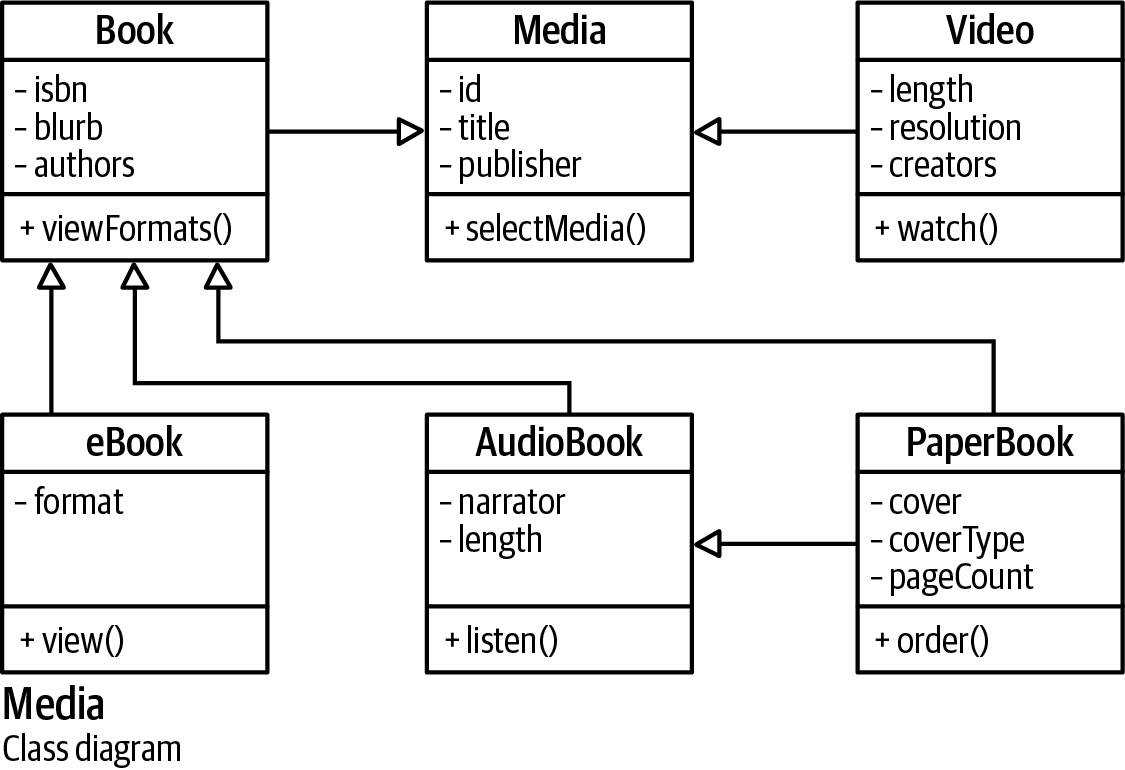 Book
– isbn
– blurb
– authors
+ viewFormats()
Media
– id
– title
– publisher
+ selectMedia()
Video
– length
– resolution
– creators
+ watch()
eBook
– format
+ view()
AudioBook
– narrator
– length
+ listen()
PaperBook
– cover
– coverType
– pageCount
+ order()
Media
Class diagram